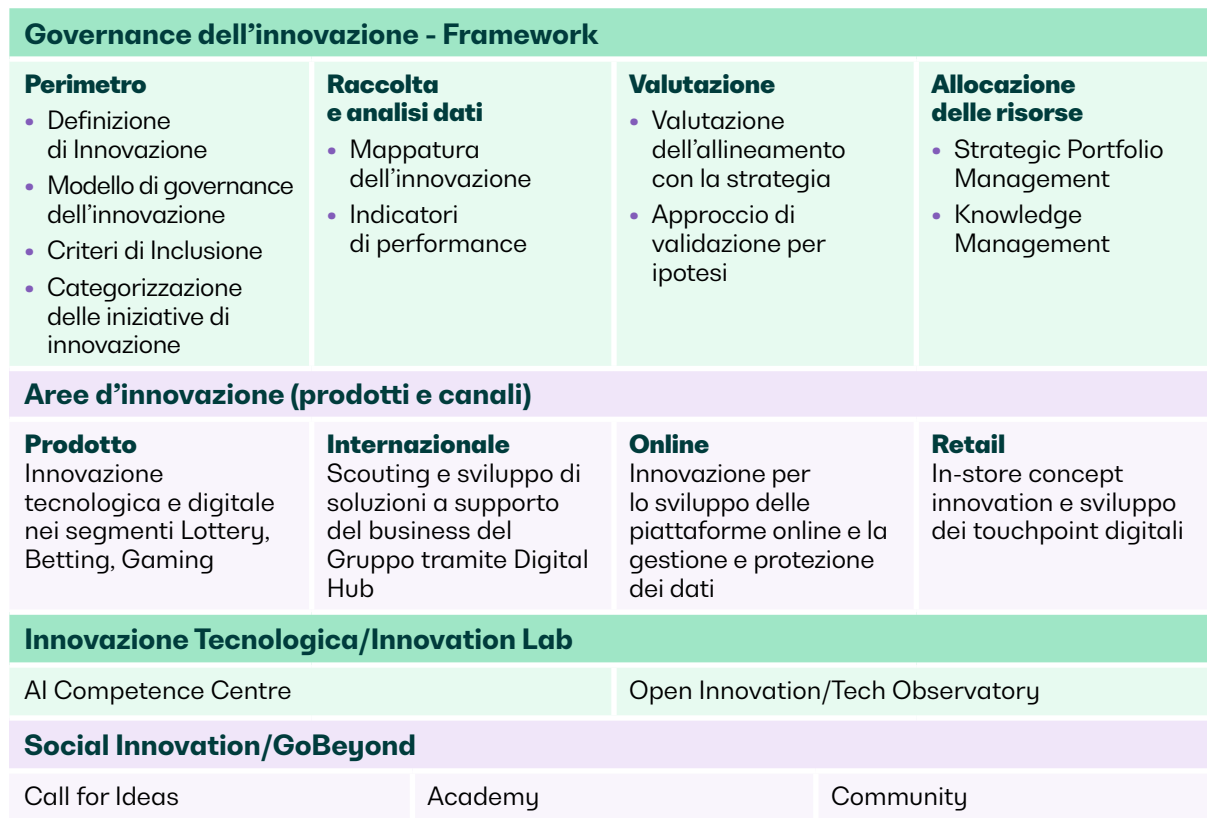 Governance dell’innovazione - Framework
Perimetro
• Definizione
di Innovazione
• Modello di governance
dell’innovazione
• Criteri di Inclusione
• Categorizzazione
delle iniziative di
innovazione
Raccolta
e analisi dati
• Mappatura
dell’innovazione
• Indicatori
di performance
Valutazione
• Valutazione
dell’allineamento
con la strategia
• Approccio di
validazione per
ipotesi
Allocazione
delle risorse
• Strategic Portfolio
Management
• Knowledge
Management
Aree d’innovazione (prodotti e canali)
Prodotto
Innovazione
tecnologica e digitale
nei segmenti Lottery,
Betting, Gaming
Internazionale
Scouting e sviluppo di
soluzioni a supporto
del business del
Gruppo tramite Digital
Hub
Online
Innovazione per
lo sviluppo delle
piattaforme online e la
gestione e protezione
dei dati
Retail
In-store concept
innovation e sviluppo
dei touchpoint digitali
Innovazione Tecnologica/Innovation Lab
AI Competence Centre
Open Innovation/Tech Observatory
Social Innovation/GoBeyond
Call for Ideas
Academy
Community